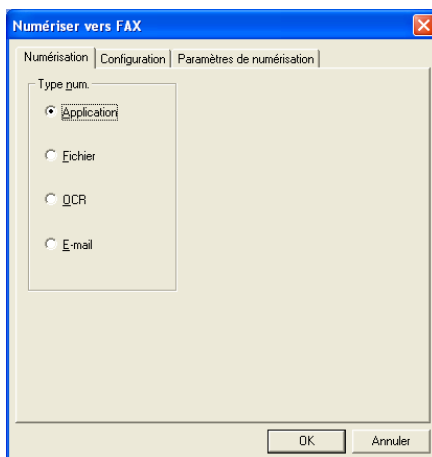 Numériser vers FAX
Numérisation Configuration Paramètres de numérisation
Type num.
Application
Fichier
OCR
E-mail
OK Annuler